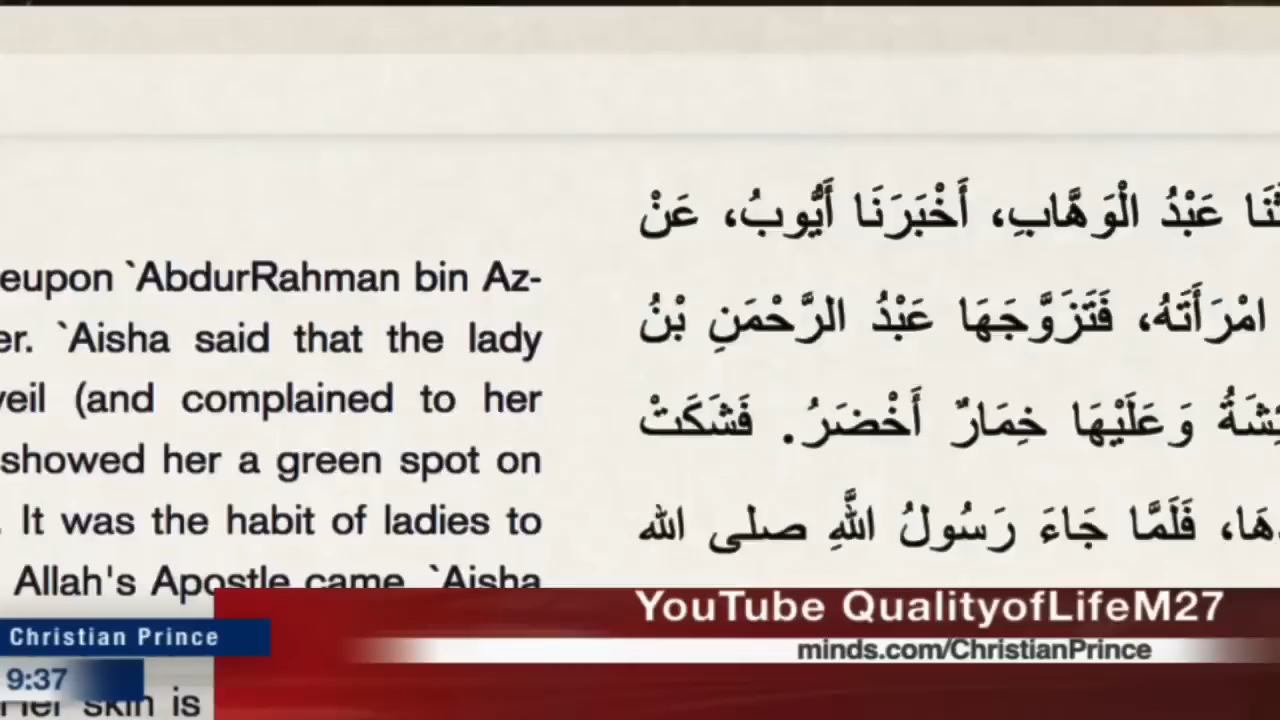 eupon `AbdurRahman bin Az-
er. `Aisha said that the lady
veil (and complained to her
showed her a green spot on
. It was the habit of ladies to
Allah's Apostle came, `Aisha
skin is
عَبْدُ الْوَهَّابِ، أَخْبَرَنَا أَيُّوبُ، عَنْ
امْرَأَتَهُ، فَتَزَوَّجَهَا عَبْدُ الرَّحْمَنِ بْنُ
وَعَلَيْهَا خِمَارٌ أَخْضَرُ. فَشَكَتْ
فَلَمَّا جَاءَ رَسُولُ اللَّهِ صلى الله
YouTube QualityofLifeM27
minds.com/ChristianPrince
Christian Prince
9:37